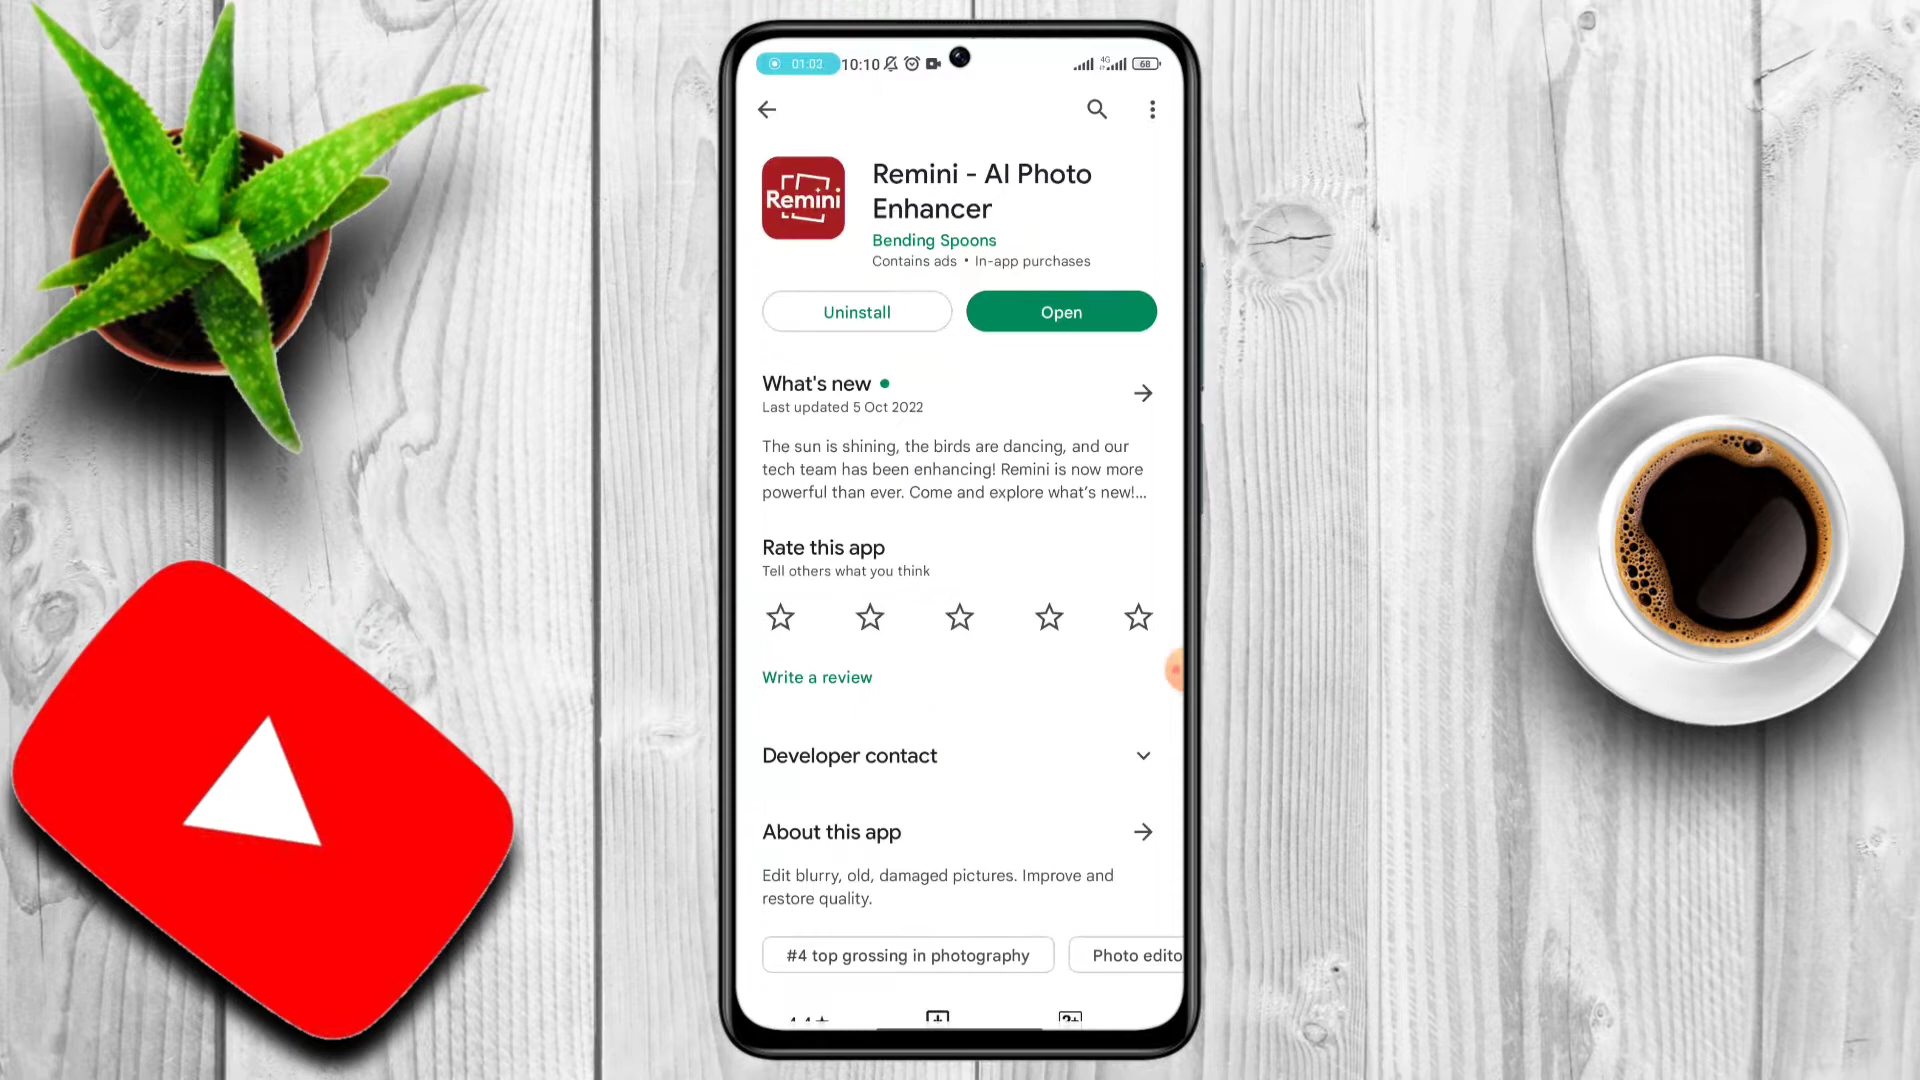 01:02 10:10 4G 68
Remini
Remini - AI Photo
Enhancer
Bending Spoons
Contains ads • In-app purchases
Uninstall
Open
What's new
Last updated 5 Oct 2022
The sun is shining, the birds are dancing, and our
tech team has been enhancing! Remini is now more
powerful than ever. Come and explore what's new!...
Rate this app
Tell others what you think
Write a review
Developer contact
About this app
Edit blurry, old, damaged pictures. Improve and
restore quality.
#4 top grossing in photography
Photo edito